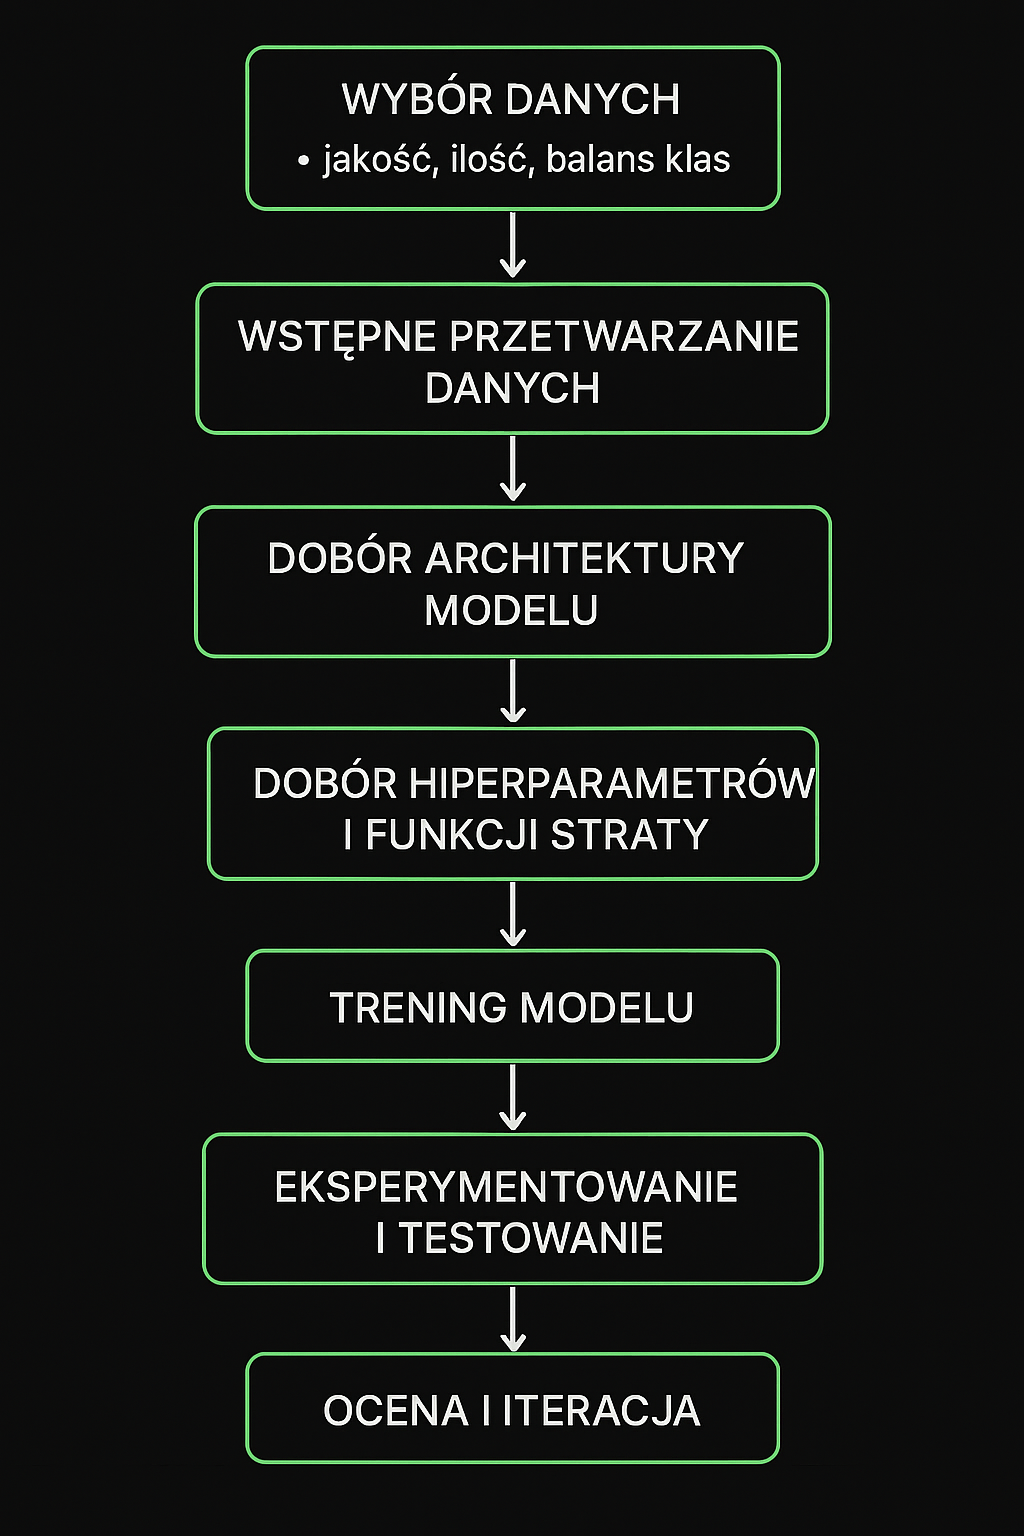 WYBÓR DANYCH
• jakość, ilość, balans klas
WSTĘPNE PRZETWARZANIE
DANYCH
DOBÓR ARCHITEKTURY
MODELU
DOBÓR HIPERPARAMETRÓW
I FUNKCJI STRATY
TRENING MODELU
EKSPERYMENTOWANIE
I TESTOWANIE
OCENA I ITERACJA